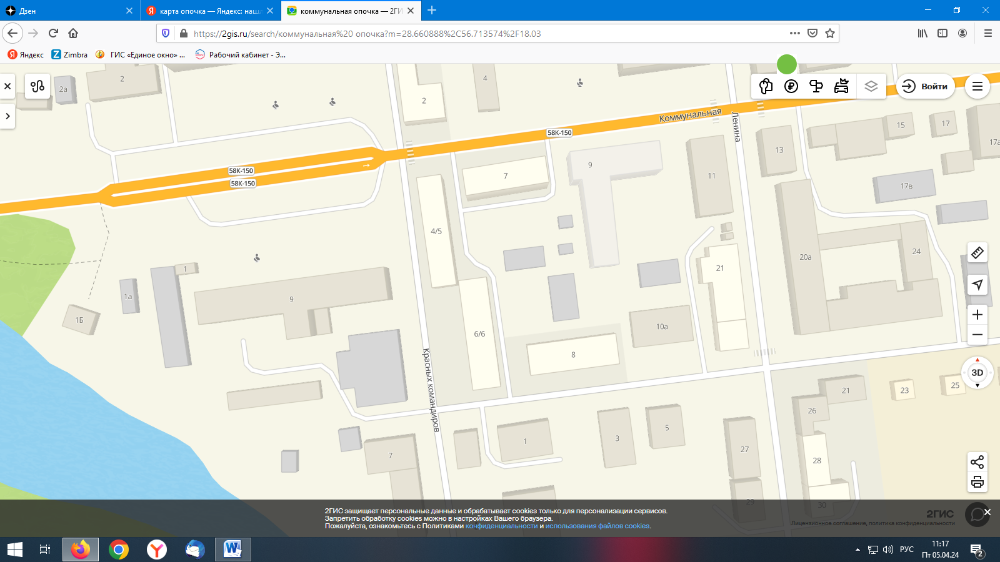 Дзен
карта опочка — Яндекс: нашл
коммунальная опочка — 2ГИ
https://2gis.ru/search/коммунальная%20 опочка?m=28.660888%2C56.713574%2F18.03
Яндекс
Zimbra
ГИС «Единое окно» ...
Рабочий кабинет - Э...
2
2а
2
4
Войти
Коммунальная
Ленина
15
17
17а
58К-150
13
58К-150
58К-150
7
9
11
17в
4/5
20а
24
21
1
1а
9
1Б
10а
6/6
8
3D
Красных командиров
23
25
21
26
1
3
5
7
27
28
29
30
2ГИС защищает персональные данные и обрабатывает cookies только для персонализации сервисов.
Запретить обработку cookies можно в настройках Вашего браузера.
Пожалуйста, ознакомьтесь с Политиками конфиденциальности и использования файлов cookies.
2ГИС
Лицензионное соглашение, политика конфиденциальности
РУС
11:17
Пт 05.04.24
2